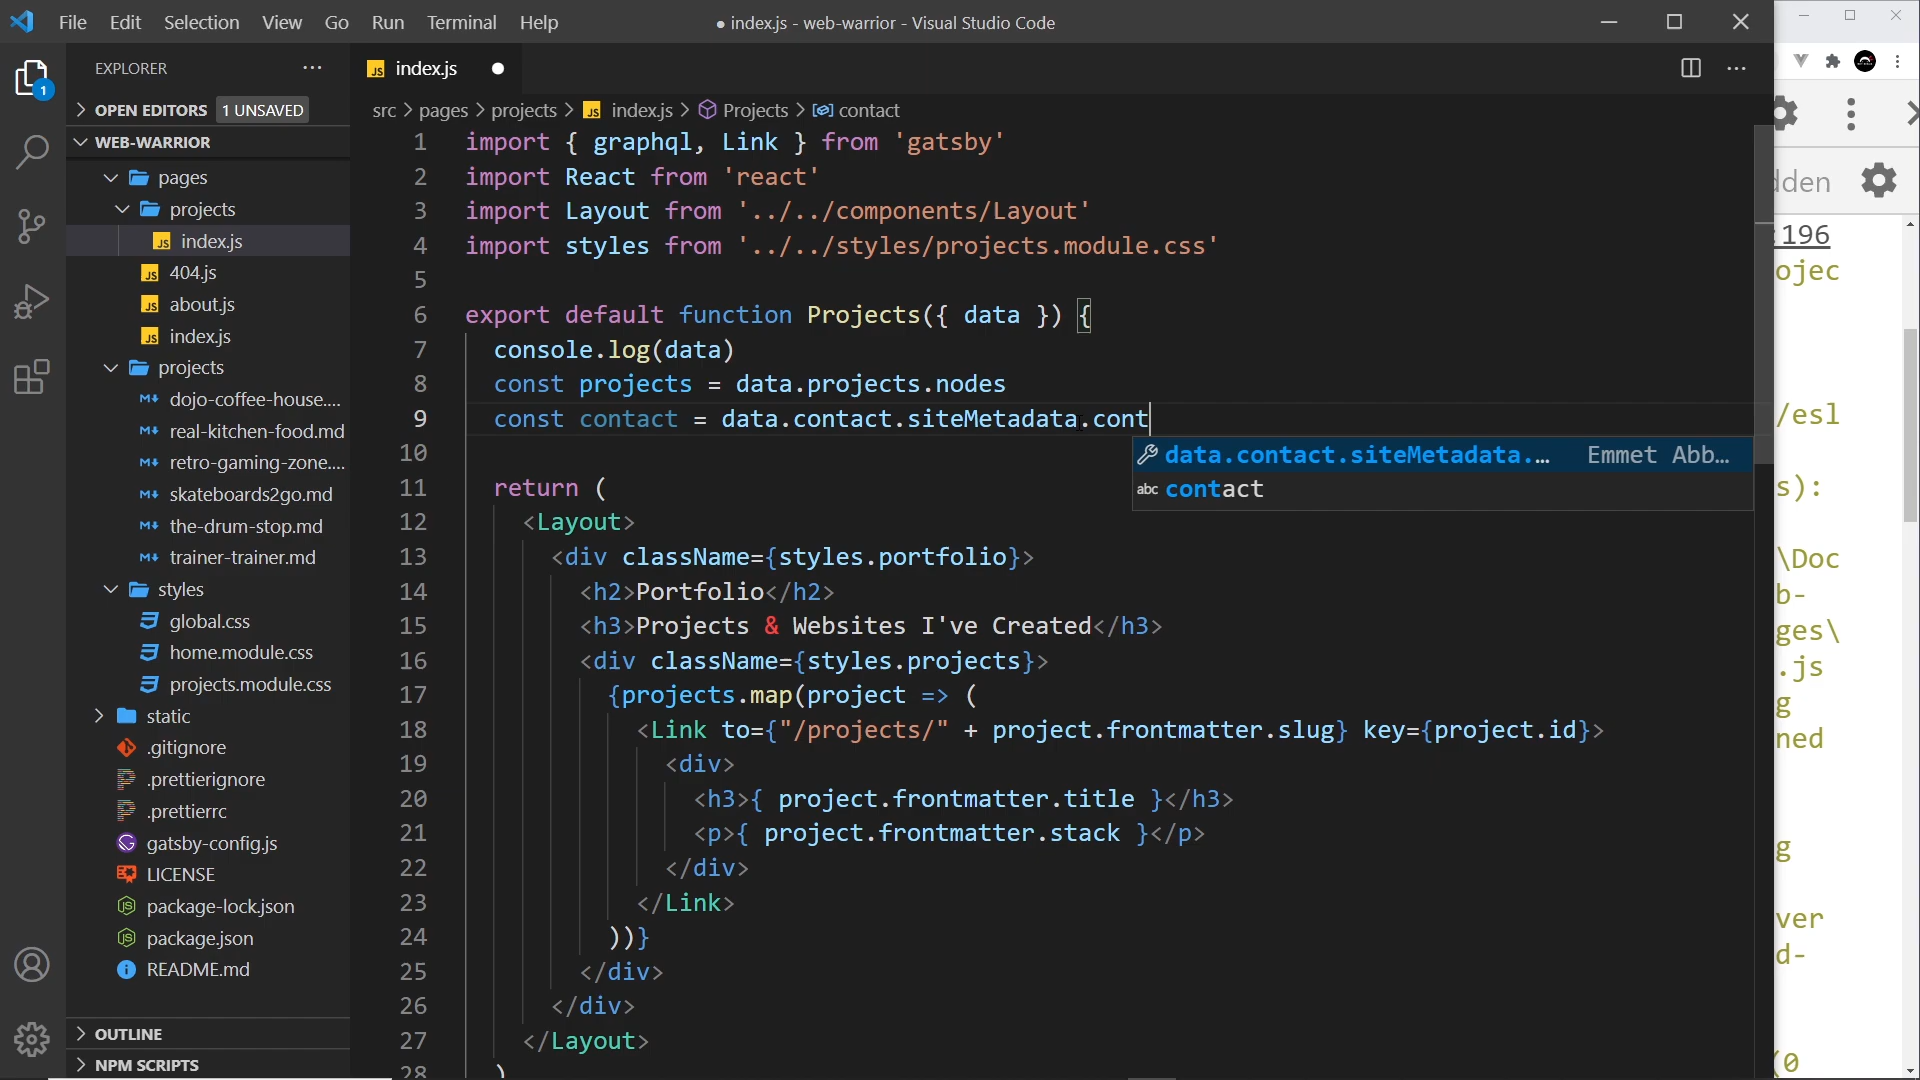 File Edit Selection View Go Run Terminal Help
● index.js - web-warrior - Visual Studio Code
EXPLORER
OPEN EDITORS 1 UNSAVED
WEB-WARRIOR
pages
projects
index.js
404.js
about.js
index.js
projects
dojo-coffee-house....
real-kitchen-food.md
retro-gaming-zone....
skateboards2go.md
the-drum-stop.md
trainer-trainer.md
styles
global.css
home.module.css
projects.module.css
static
.gitignore
.prettierignore
.prettierrc
gatsby-config.js
LICENSE
package-lock.json
package.json
README.md
OUTLINE
NPM SCRIPTS
1
index.js
src > pages > projects > index.js > Projects > contact
1 import { graphql, Link } from 'gatsby'
2 import React from 'react'
3 import Layout from '../../components/Layout'
4 import styles from '../../styles/projects.module.css'
5
6 export default function Projects({ data }) {
7 console.log(data)
8 const projects = data.projects.nodes
9 const contact = data.contact.siteMetadata.cont
data.contact.siteMetadata.… Emmet Abb…
abc contact
10
11 return (
12 <Layout>
13 <div className={styles.portfolio}>
14 <h2>Portfolio</h2>
15 <h3>Projects & Websites I've Created</h3>
16 <div className={styles.projects}>
17 {projects.map(project => (
18 <Link to={"/projects/" + project.frontmatter.slug} key={project.id}>
19 <div>
20 <h3>{ project.frontmatter.title }</h3>
21 <p>{ project.frontmatter.stack }</p>
22 </div>
23 </Link>
24 ))}
25 </div>
26 </div>
27 </Layout>
28 )
dden
:196
ojec
/esl
s):
\Doc
b-
ges\
.js
g
ned
g
ver
d-
(0